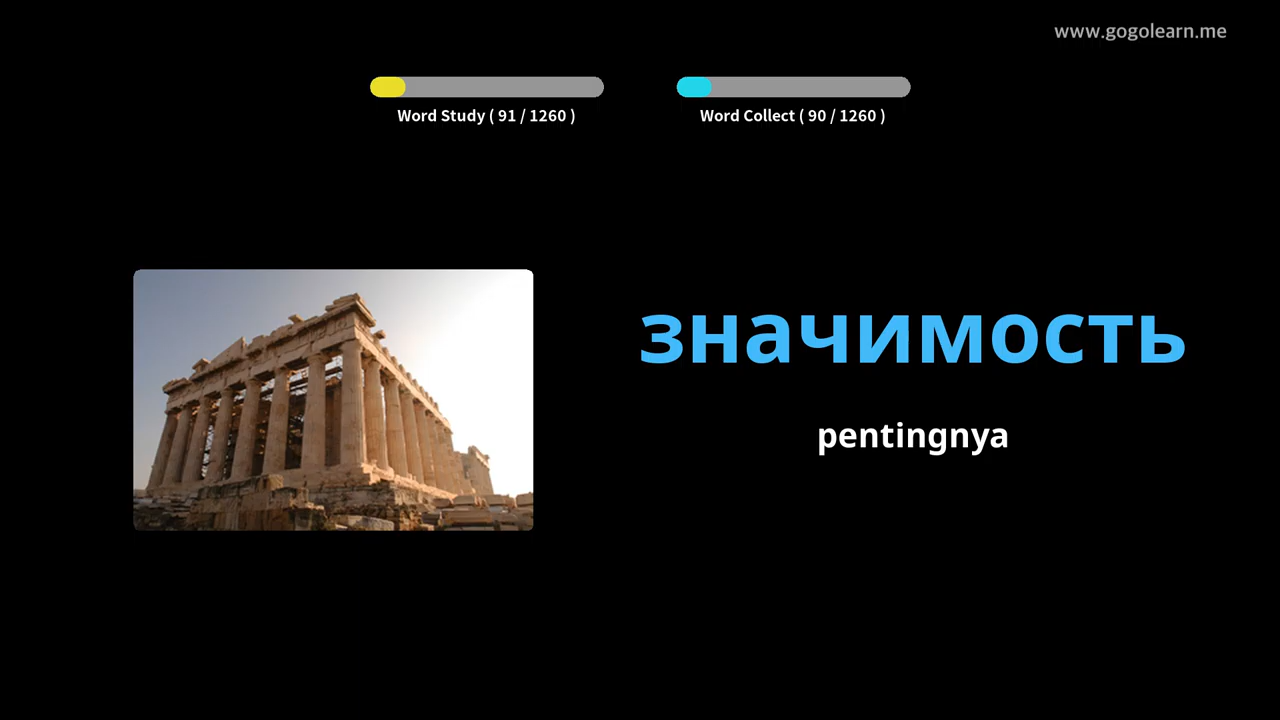 www.gogolearn.me
Word Study ( 91 / 1260 )
Word Collect ( 90 / 1260 )
значимость
pentingnya